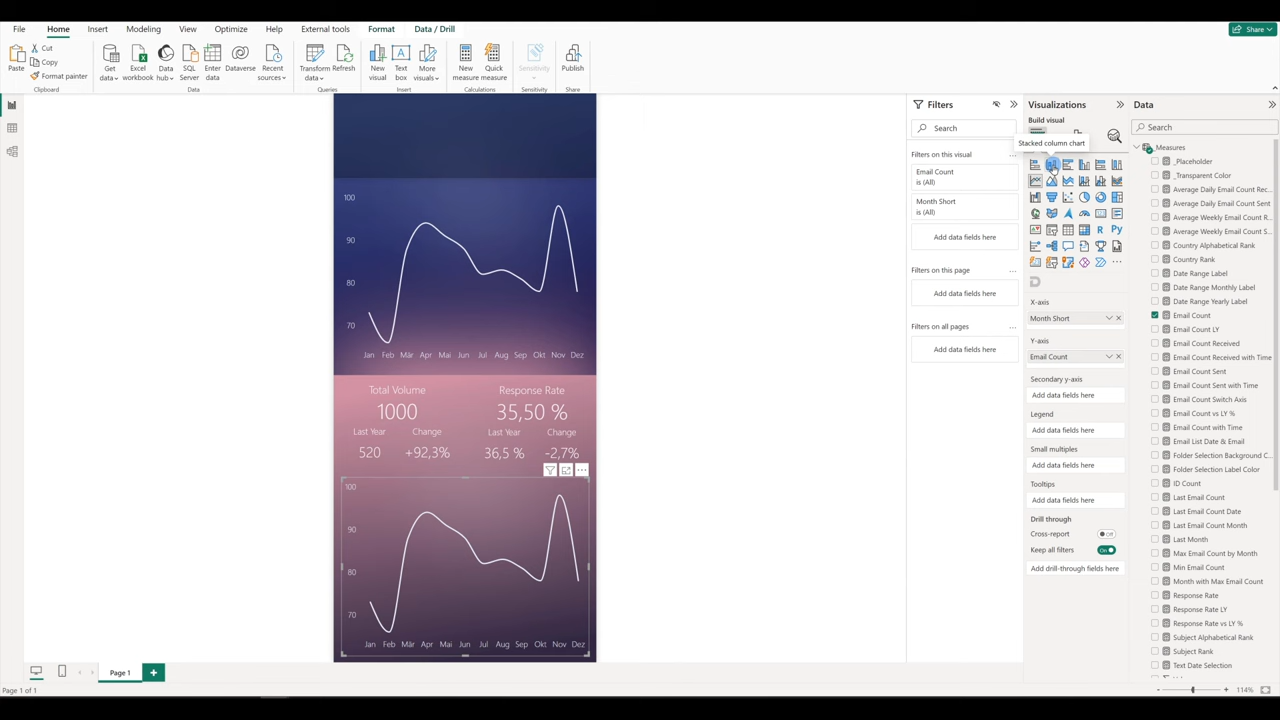 File Home Insert Modeling View Optimize Help External tools Format Data / Drill Share
Paste
Cut
Copy
Format painter
Clipboard
Get data
Excel workbook
Data hub
SQL Server
Enter data
Dataverse
Recent sources
Data
Transform data
Refresh
Queries
New visual
Text box
More visuals
Insert
New measure
Quick measure
Calculations
Sensitivity
Sensitivity
Publish
Share
100
90
80
70
Jan Feb Mär Apr Mai Jun Jul Aug Sep Okt Nov Dez
Total Volume
1000
Last Year Change
520 +92,3%
Response Rate
35,50 %
Last Year Change
36,5 % -2,7%
100
90
80
70
Jan Feb Mär Apr Mai Jun Jul Aug Sep Okt Nov Dez
Filters
Search
Filters on this visual
Email Count
is (All)
Month Short
is (All)
Add data fields here
Filters on this page
Add data fields here
Filters on all pages
Add data fields here
Visualizations
Build visual
Stacked column chart
R Py
X-axis
Month Short
Y-axis
Email Count
Secondary y-axis
Add data fields here
Legend
Add data fields here
Small multiples
Add data fields here
Tooltips
Add data fields here
Drill through
Cross-report Off
Keep all filters On
Add drill-through fields here
Data
Search
_Measures
_Placeholder
_Transparent Color
Average Daily Email Count Rec...
Average Daily Email Count Sent
Average Weekly Email Count R...
Average Weekly Email Count S...
Country Alphabetical Rank
Country Rank
Date Range Label
Date Range Monthly Label
Date Range Yearly Label
Email Count
Email Count LY
Email Count Received
Email Count Received with Time
Email Count Sent
Email Count Sent with Time
Email Count Switch Axis
Email Count vs LY %
Email Count with Time
Email List Date & Email
Folder Selection Background C...
Folder Selection Label Color
ID Count
Last Email Count
Last Email Count Date
Last Email Count Month
Last Month
Max Email Count by Month
Min Email Count
Month with Max Email Count
Response Rate
Response Rate LY
Response Rate vs LY %
Subject Alphabetical Rank
Subject Rank
Text Date Selection
Page 1
Page 1 of 1
114%